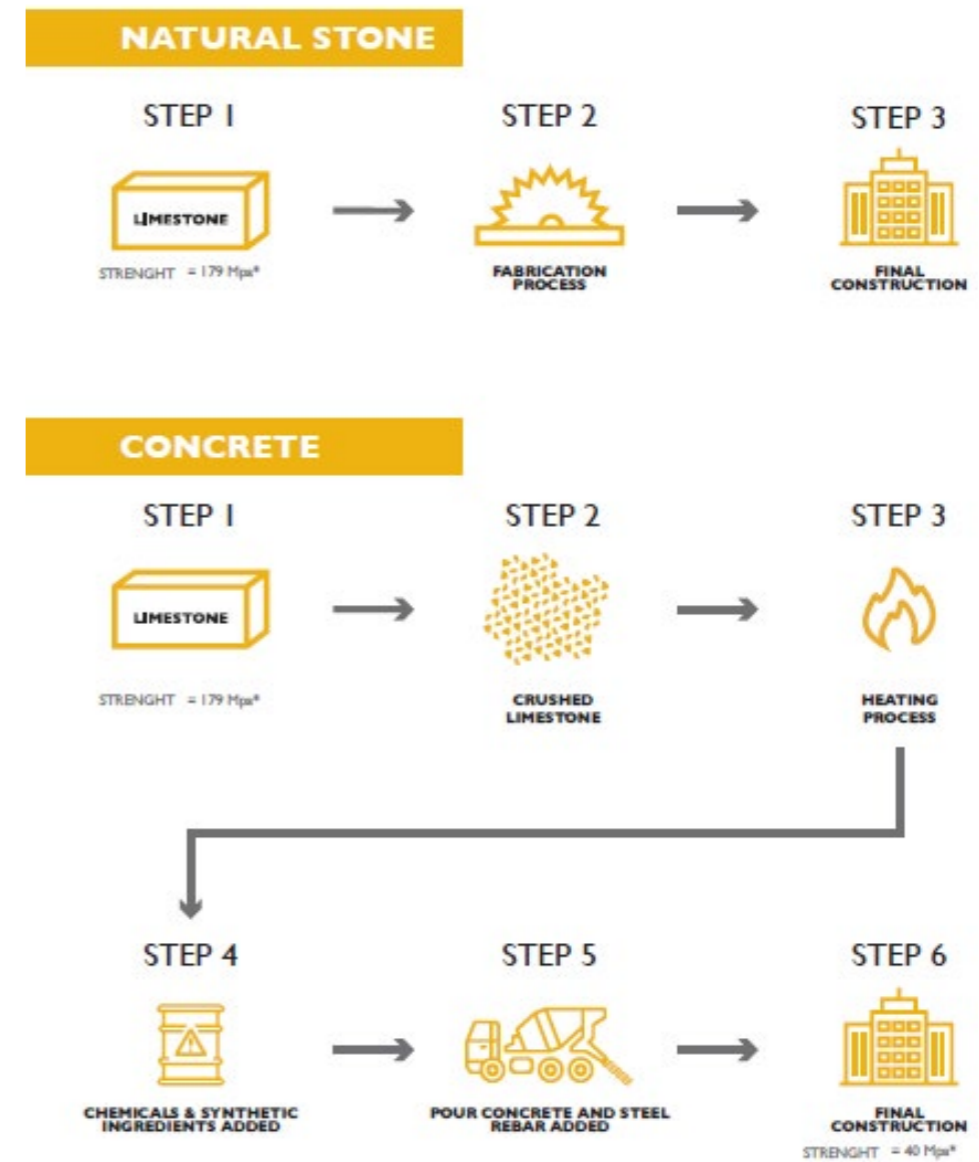 NATURAL STONE
STEP 1
STEP 2
STEP 3
LIMESTONE
STRENGHT = 179 Mpa*
FABRICATION
PROCESS
FINAL
CONSTRUCTION
CONCRETE
STEP 1
STEP 2
STEP 3
LIMESTONE
STRENGHT = 179 Mpa*
CRUSHED
LIMESTONE
HEATING
PROCESS
STEP 4
STEP 5
STEP 6
CHEMICALS & SYNTHETIC
INGREDIENTS ADDED
POUR CONCRETE AND STEEL
REBAR ADDED
FINAL
CONSTRUCTION
STRENGHT = 40 Mpa*